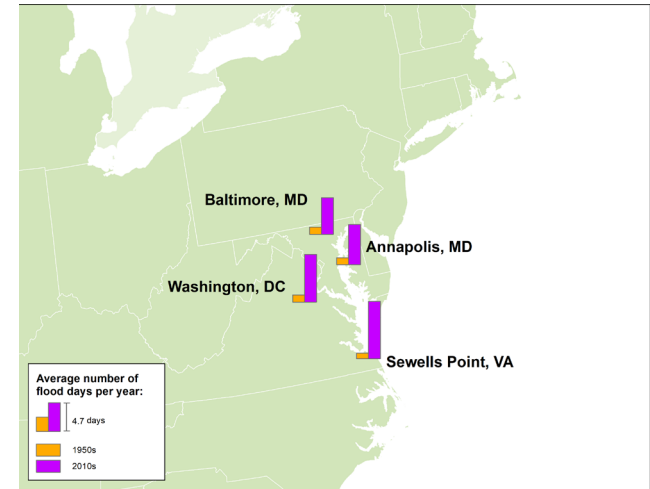 Baltimore, MD
Annapolis, MD
Washington, DC
Sewells Point, VA
Average number of
flood days per year:
4.7 days
1950s
2010s